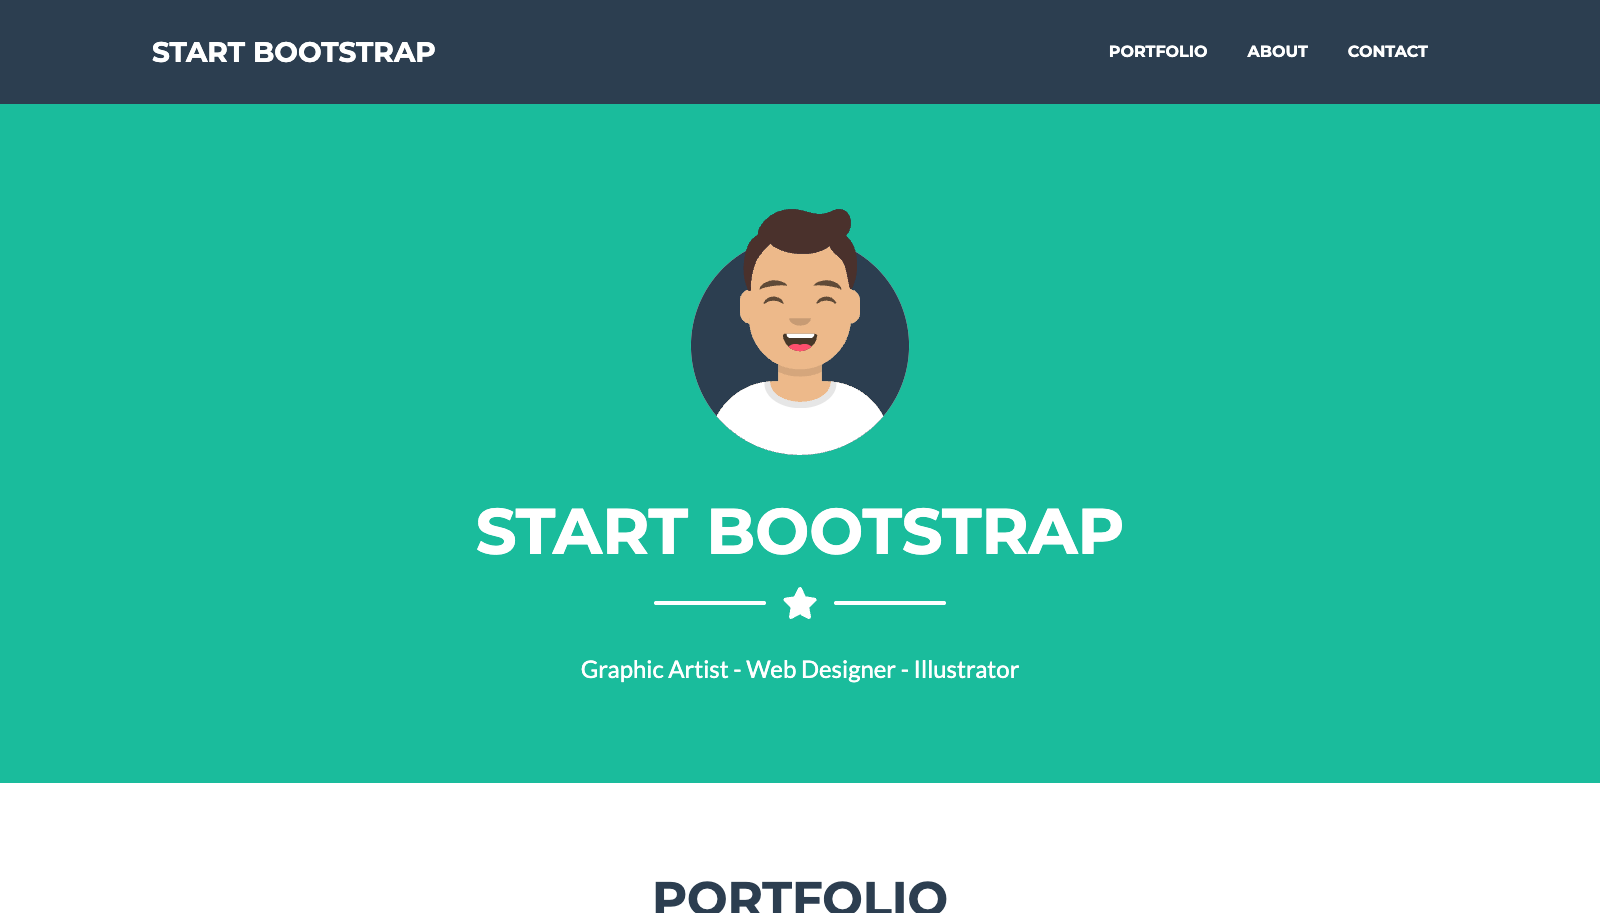 START BOOTSTRAP
PORTFOLIO ABOUT CONTACT
START BOOTSTRAP
Graphic Artist - Web Designer - Illustrator
PORTFOLIO